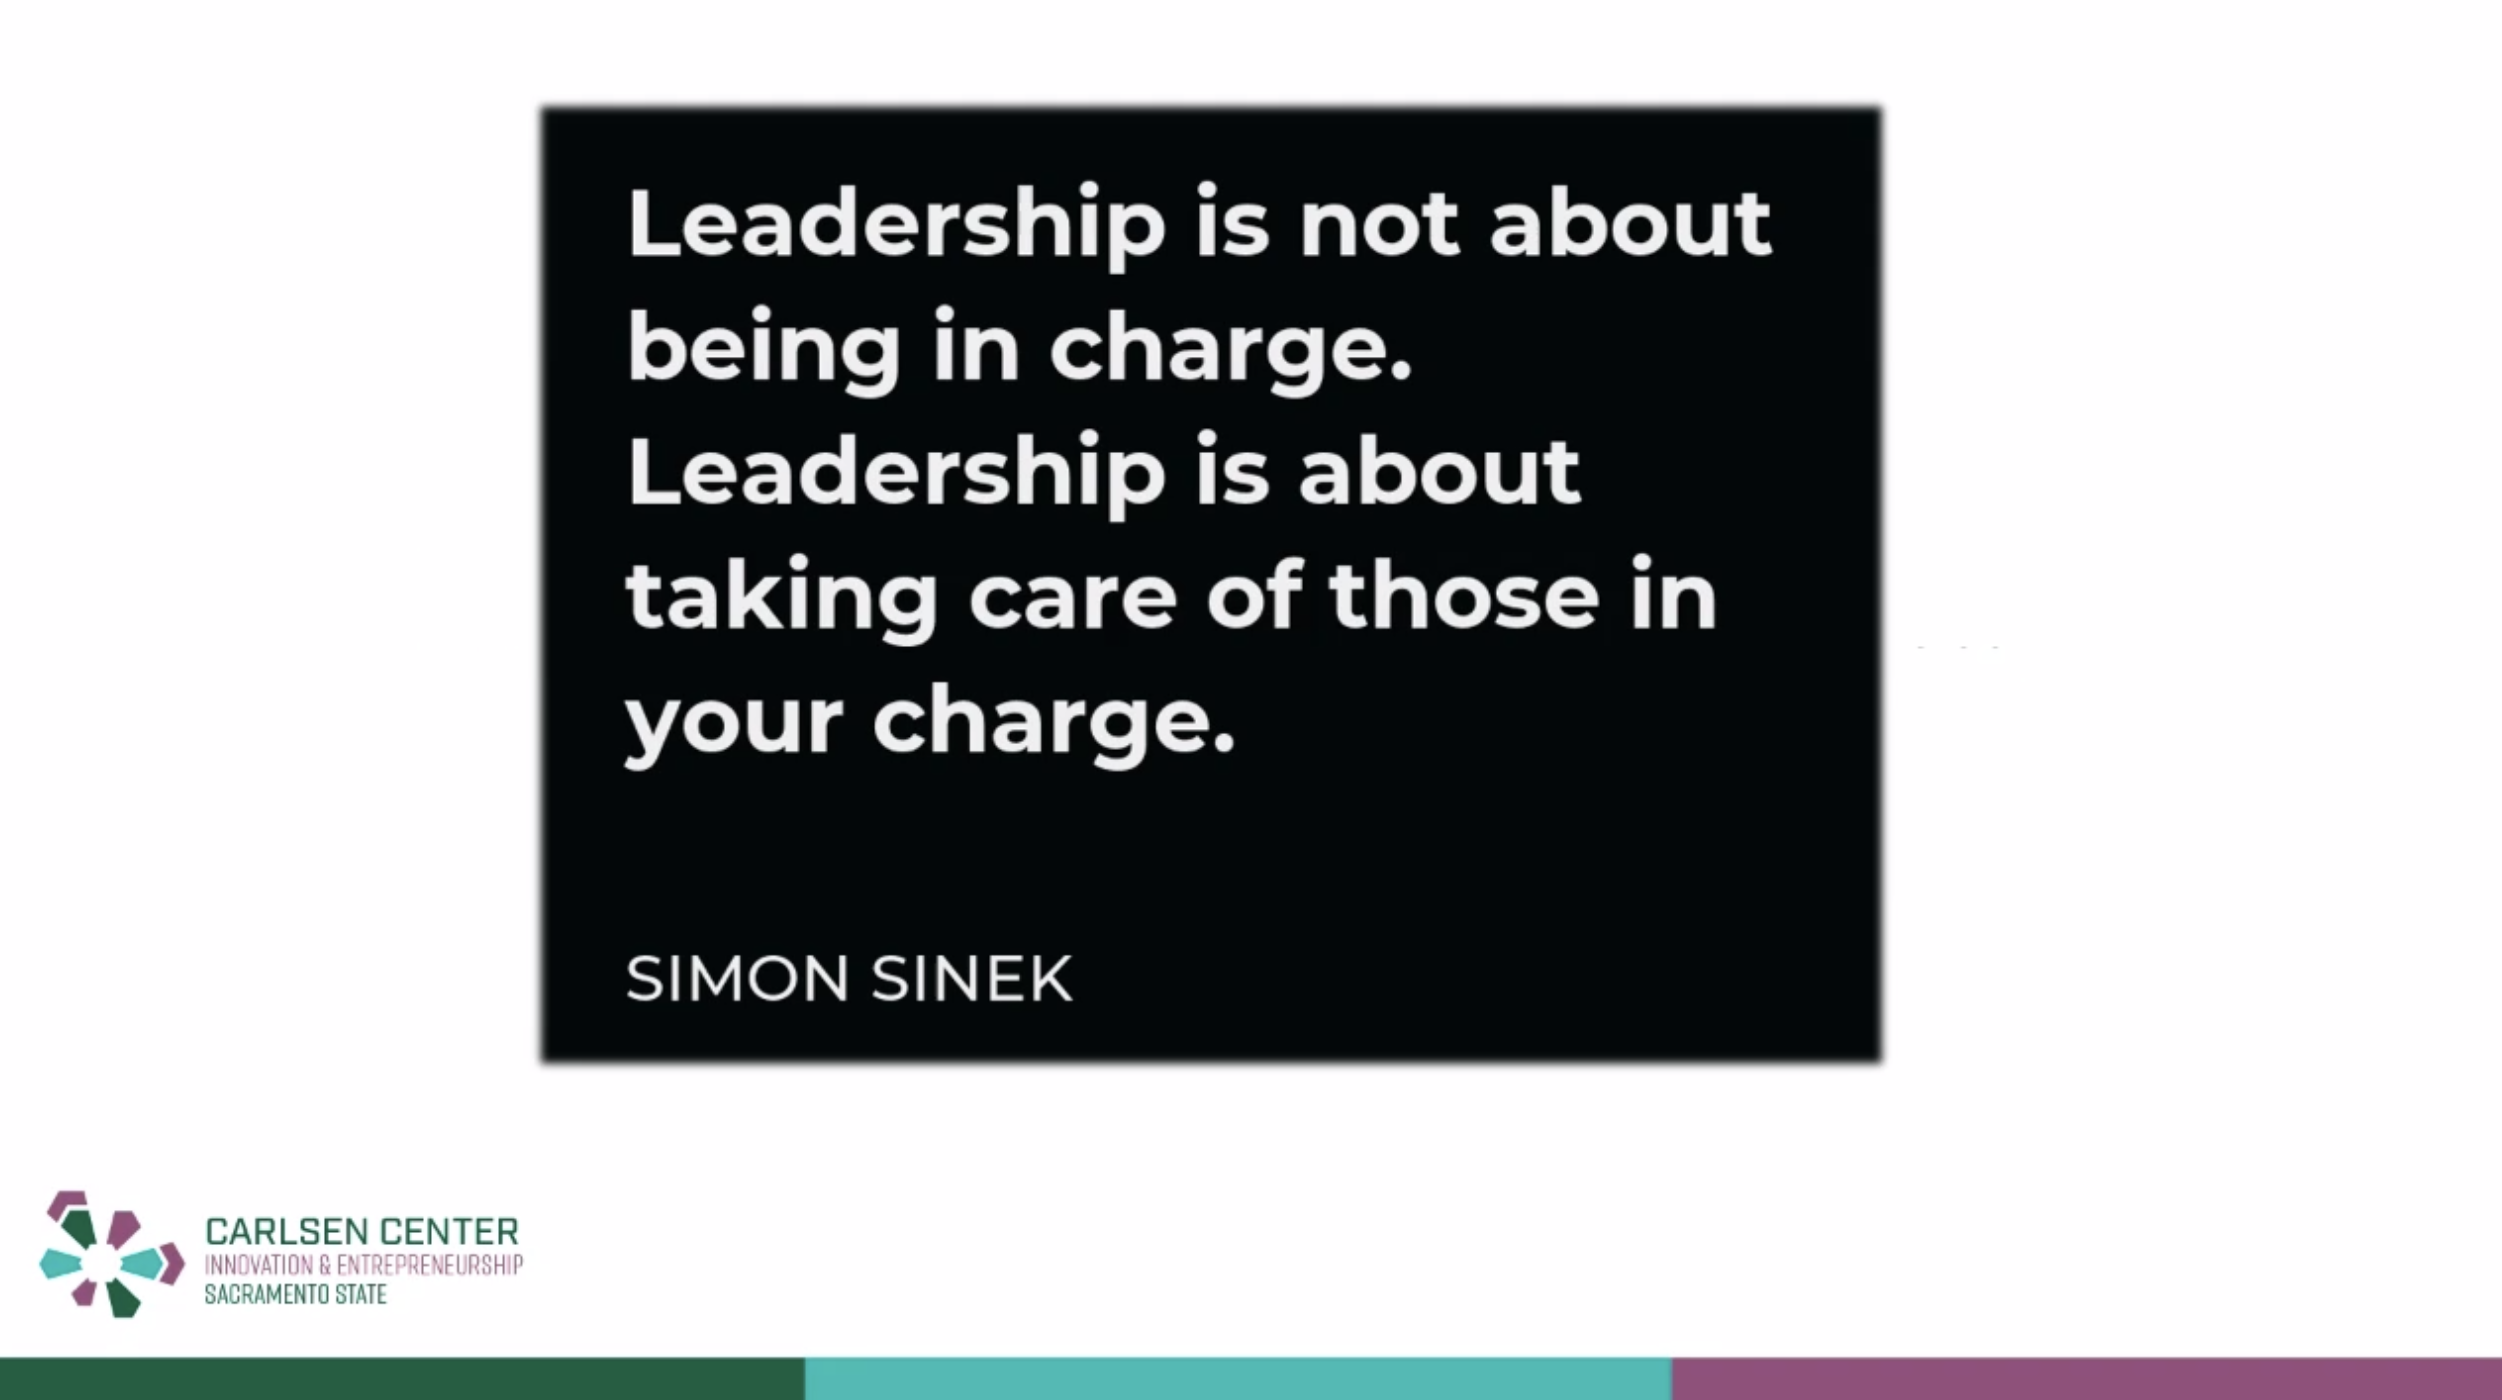 Leadership is not about
being in charge.
Leadership is about
taking care of those in
your charge.
SIMON SINEK
CARLSEN CENTER
INNOVATION & ENTREPRENEURSHIP
SACRAMENTO STATE